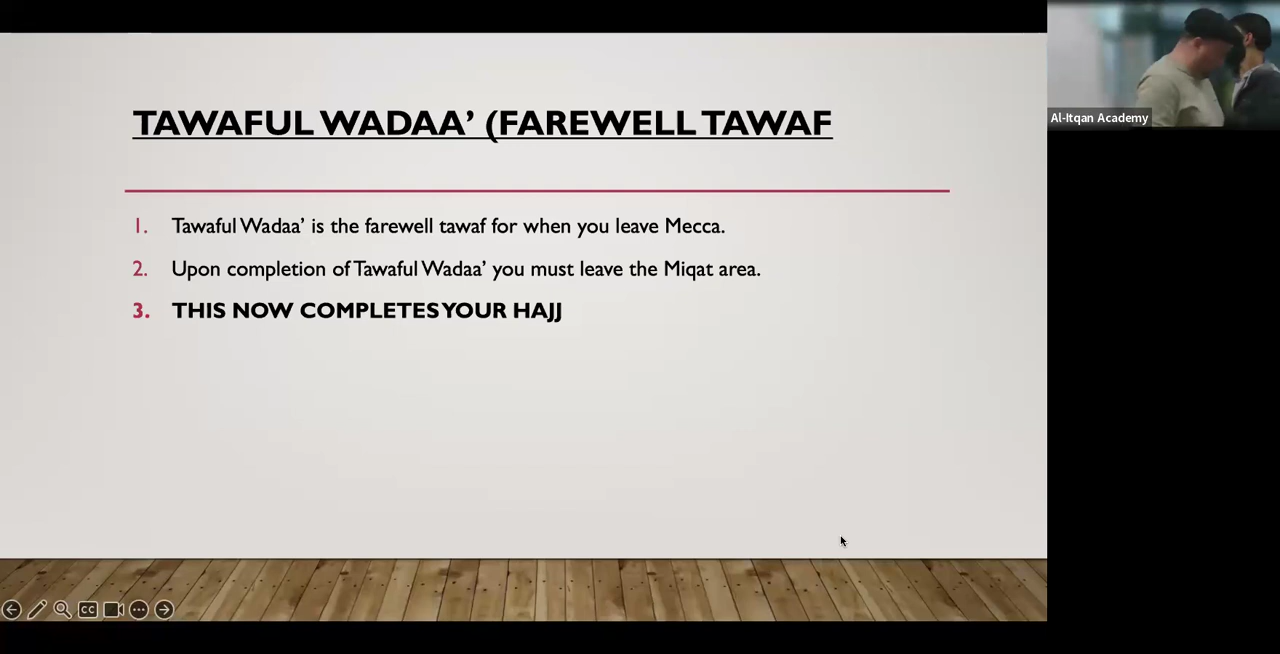 TAWAFUL WADAA’ (FAREWELL TAWAF
1. Tawaful Wadaa’ is the farewell tawaf for when you leave Mecca.
2. Upon completion of Tawaful Wadaa’ you must leave the Miqat area.
3. THIS NOW COMPLETES YOUR HAJJ
Al-Itqan Academy
CC